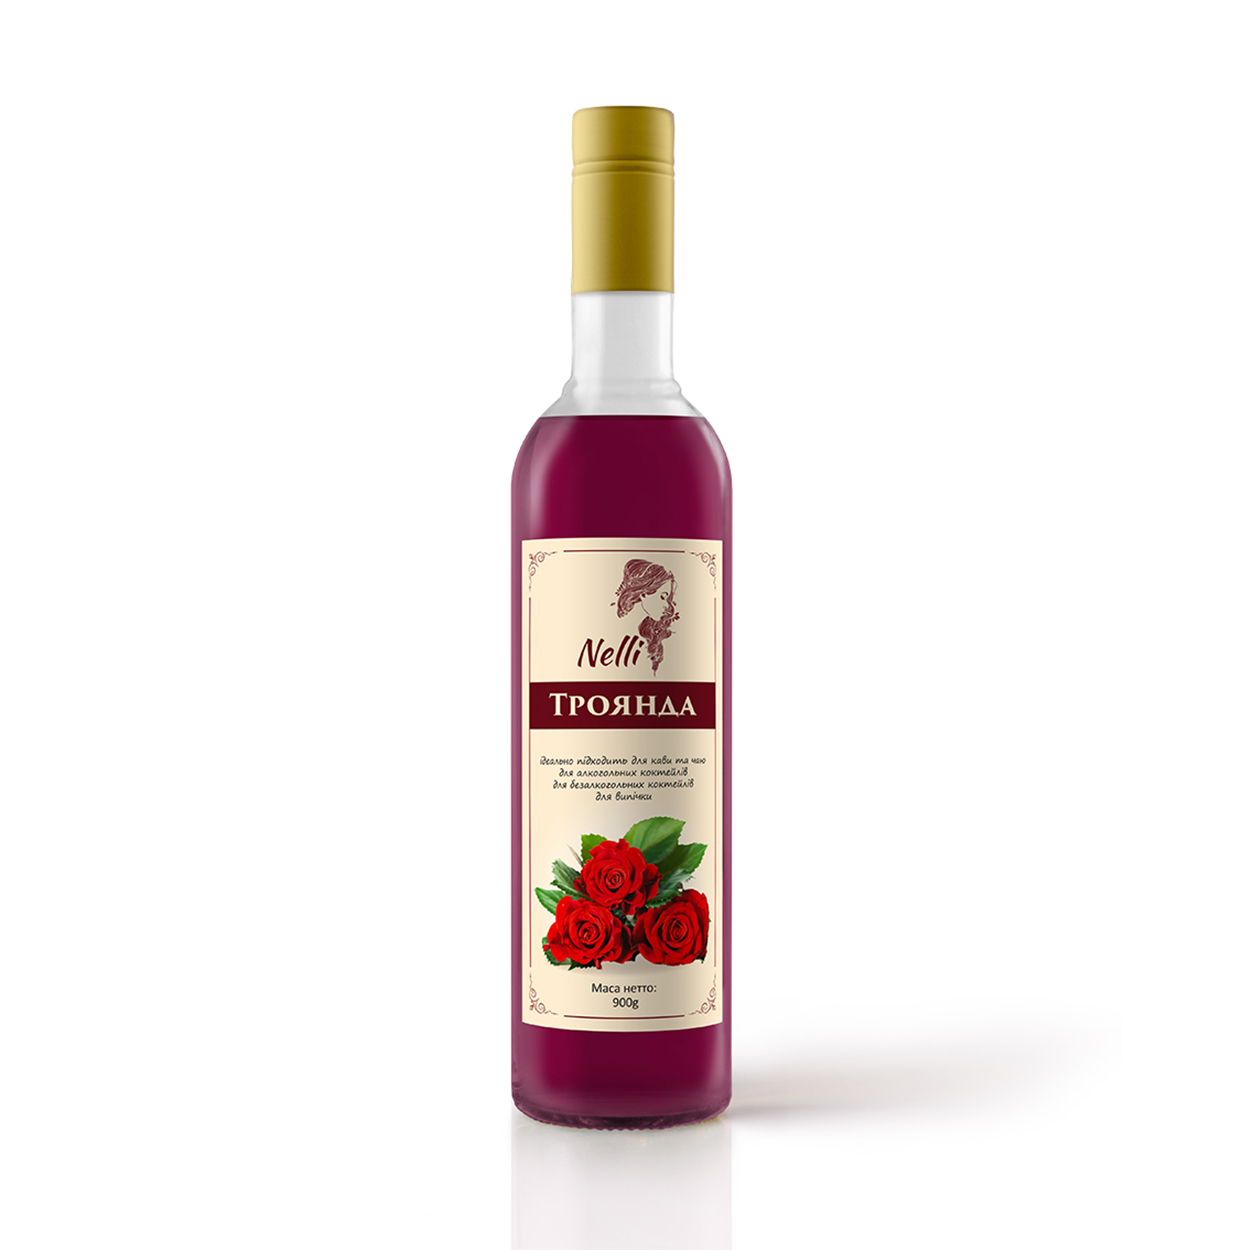 Nelli
ТРОЯНДА
ідеально підходить для кави та чаю
для алкогольних коктейлів
для безалкогольних коктейлів
для випічки
Маса нетто:
900g